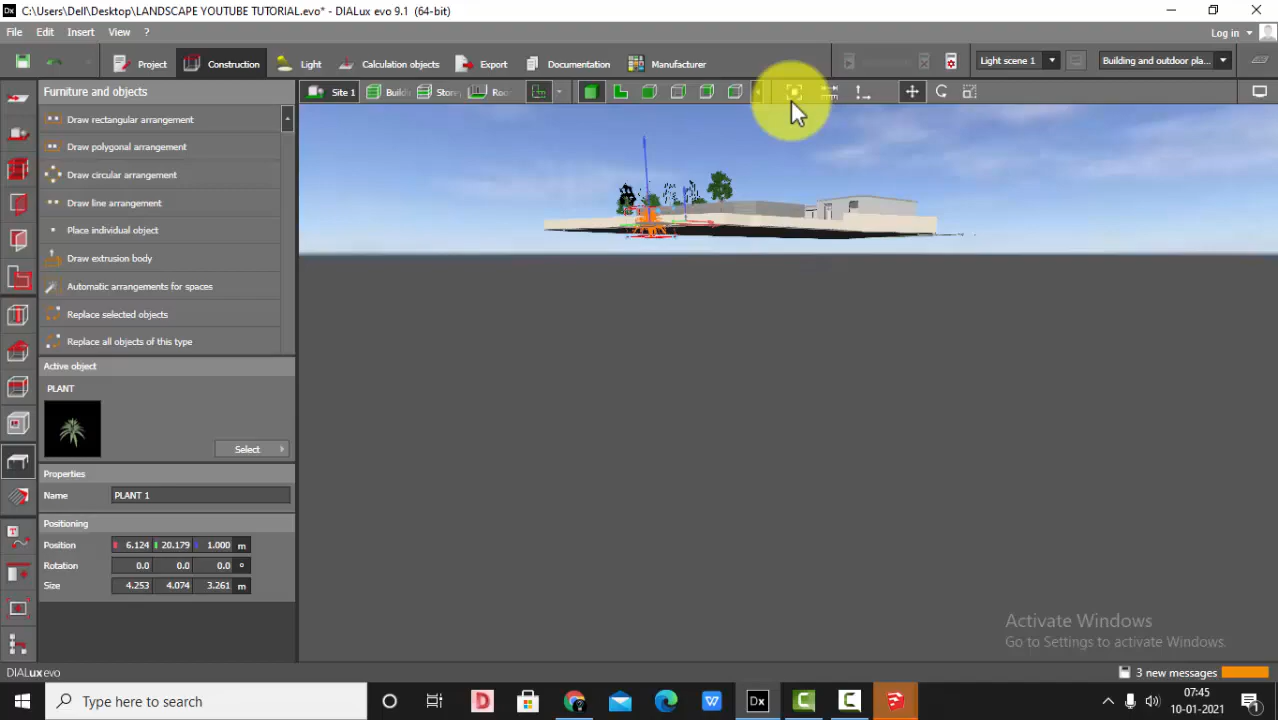 C:\Users\Dell\Desktop\LANDSCAPE YOUTUBE TUTORIAL.evo* - DIALux evo 9.1 (64-bit)
File Edit Insert View ?
Log in
Project Construction Light Calculation objects Export Documentation Manufacturer
Light scene 1
Building and outdoor pla...
Furniture and objects
Site 1
Draw rectangular arrangement
Draw polygonal arrangement
Draw circular arrangement
Draw line arrangement
Place individual object
Draw extrusion body
Automatic arrangements for spaces
Replace selected objects
Replace all objects of this type
Active object
PLANT
Select
Properties
Name PLANT 1
Positioning
Position 6.124 20.179 1.000 m
Rotation 0.0 0.0 0.0 °
Size 4.253 4.074 3.261 m
Activate Windows
Go to Settings to activate Windows.
DIALux evo
3 new messages
Type here to search
07:45
10-01-2021